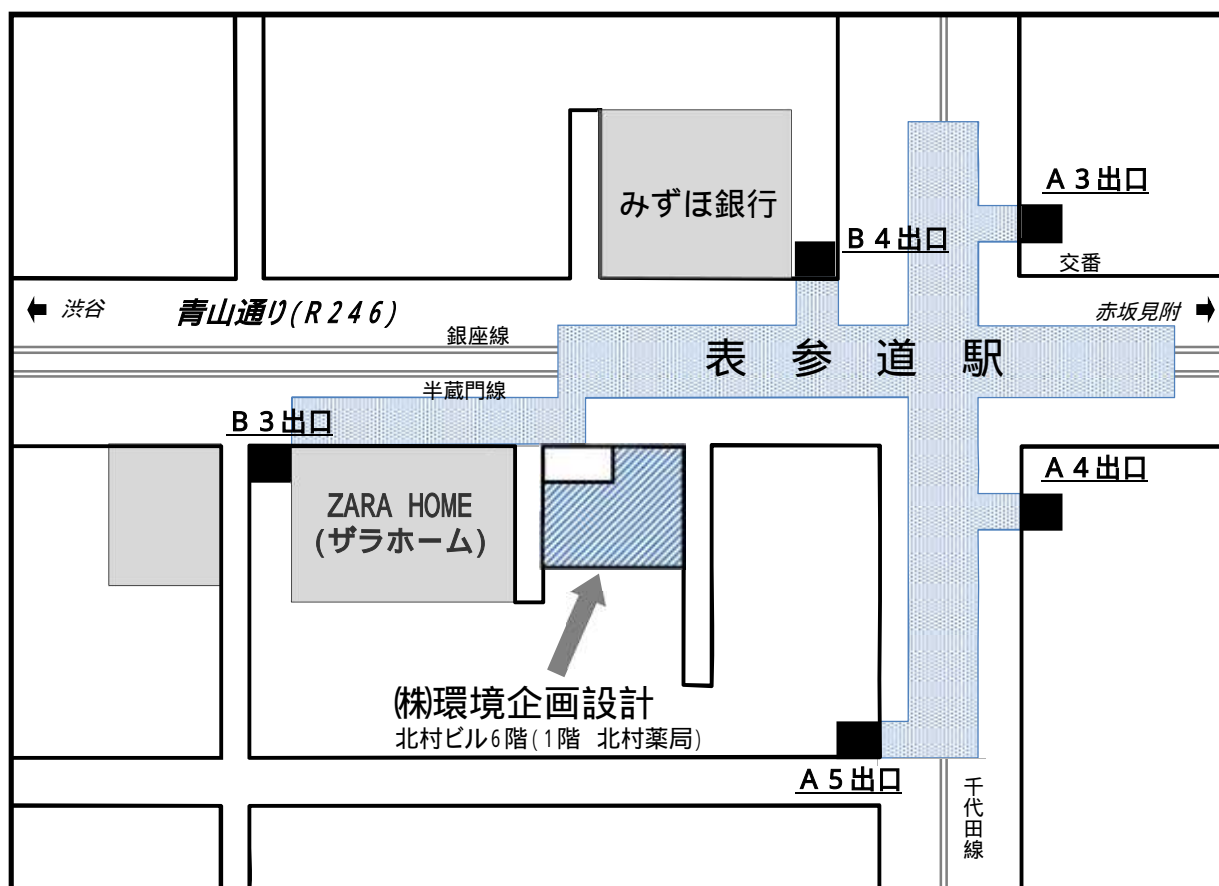 みずほ銀行
A3出口
B4出口
交番
渋谷
青山通り(R246)
赤坂見附
銀座線
表参道駅
半蔵門線
B3出口
A4出口
ZARA HOME
(ザラホーム)
㈱環境企画設計
北村ビル6階(1階 北村薬局)
A5出口
千代田線